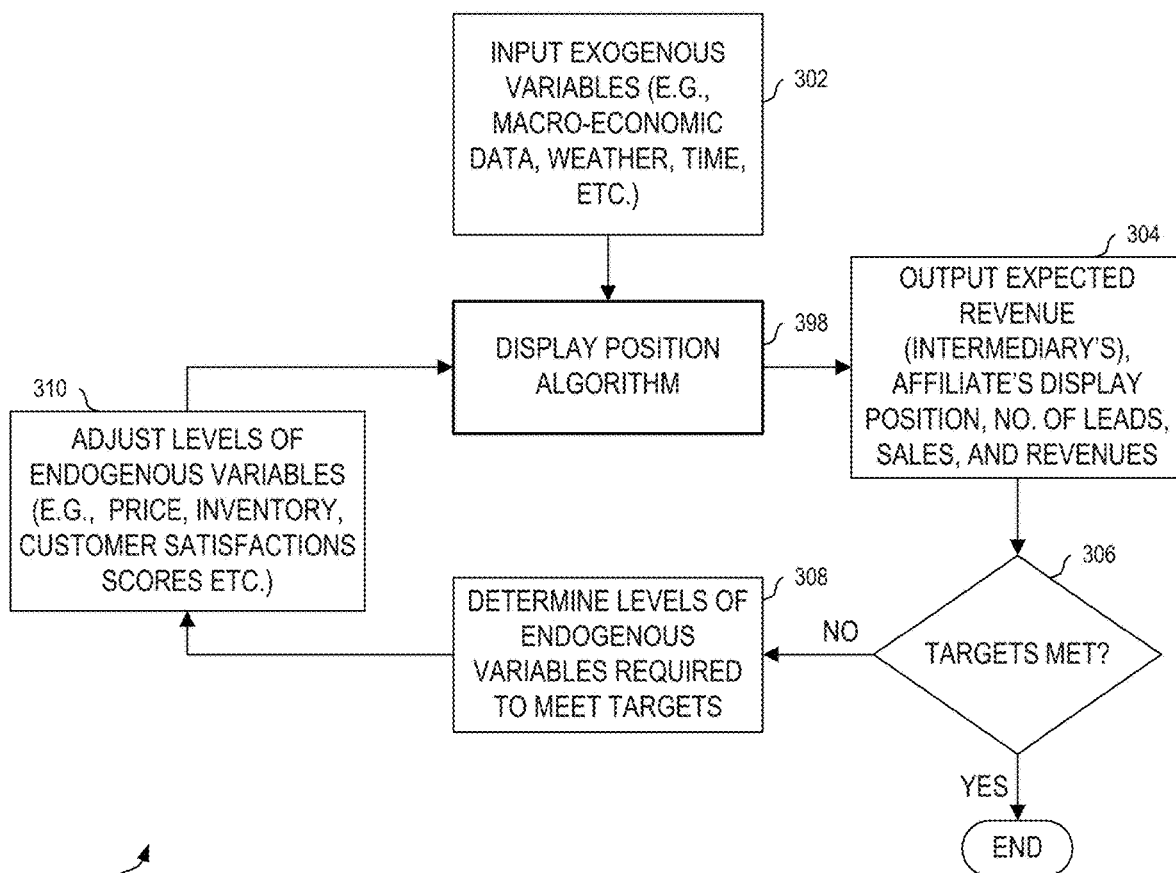 INPUT EXOGENOUS
VARIABLES (E.G.,
MACRO-ECONOMIC
DATA, WEATHER, TIME,
ETC.)
302
304
OUTPUT EXPECTED
REVENUE
(INTERMEDIARY'S),
AFFILIATE'S DISPLAY
POSITION, NO. OF LEADS,
SALES, AND REVENUES
DISPLAY POSITION
ALGORITHM
398
310
ADJUST LEVELS OF
ENDOGENOUS VARIABLES
(E.G., PRICE, INVENTORY,
CUSTOMER SATISFACTIONS
SCORES ETC.)
306
TARGETS MET?
NO
308
DETERMINE LEVELS OF
ENDOGENOUS
VARIABLES REQUIRED
TO MEET TARGETS
YES
END